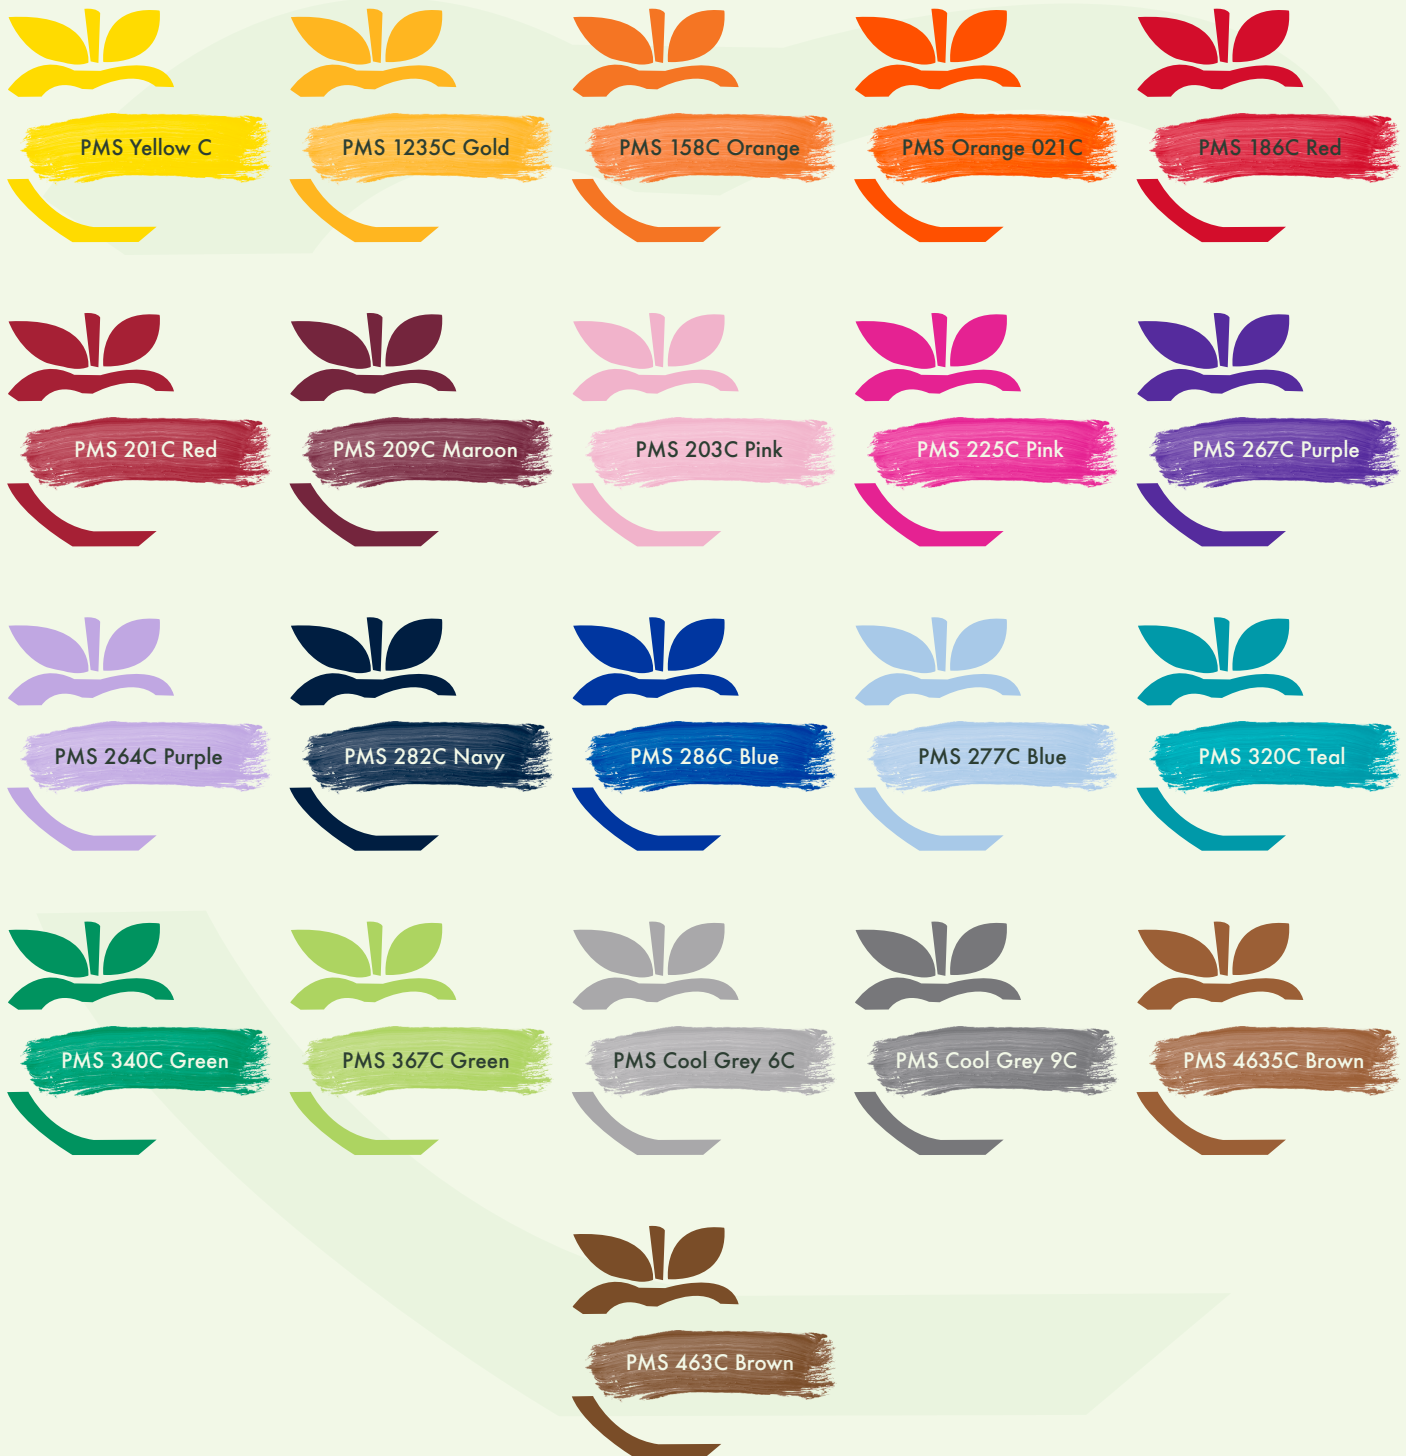 PMS Yellow C
PMS 1235C Gold
PMS 158C Orange
PMS Orange 021C
PMS 186C Red
PMS 201C Red
PMS 209C Maroon
PMS 203C Pink
PMS 225C Pink
PMS 267C Purple
PMS 264C Purple
PMS 282C Navy
PMS 286C Blue
PMS 277C Blue
PMS 320C Teal
PMS 340C Green
PMS 367C Green
PMS Cool Grey 6C
PMS Cool Grey 9C
PMS 4635C Brown
PMS 463C Brown